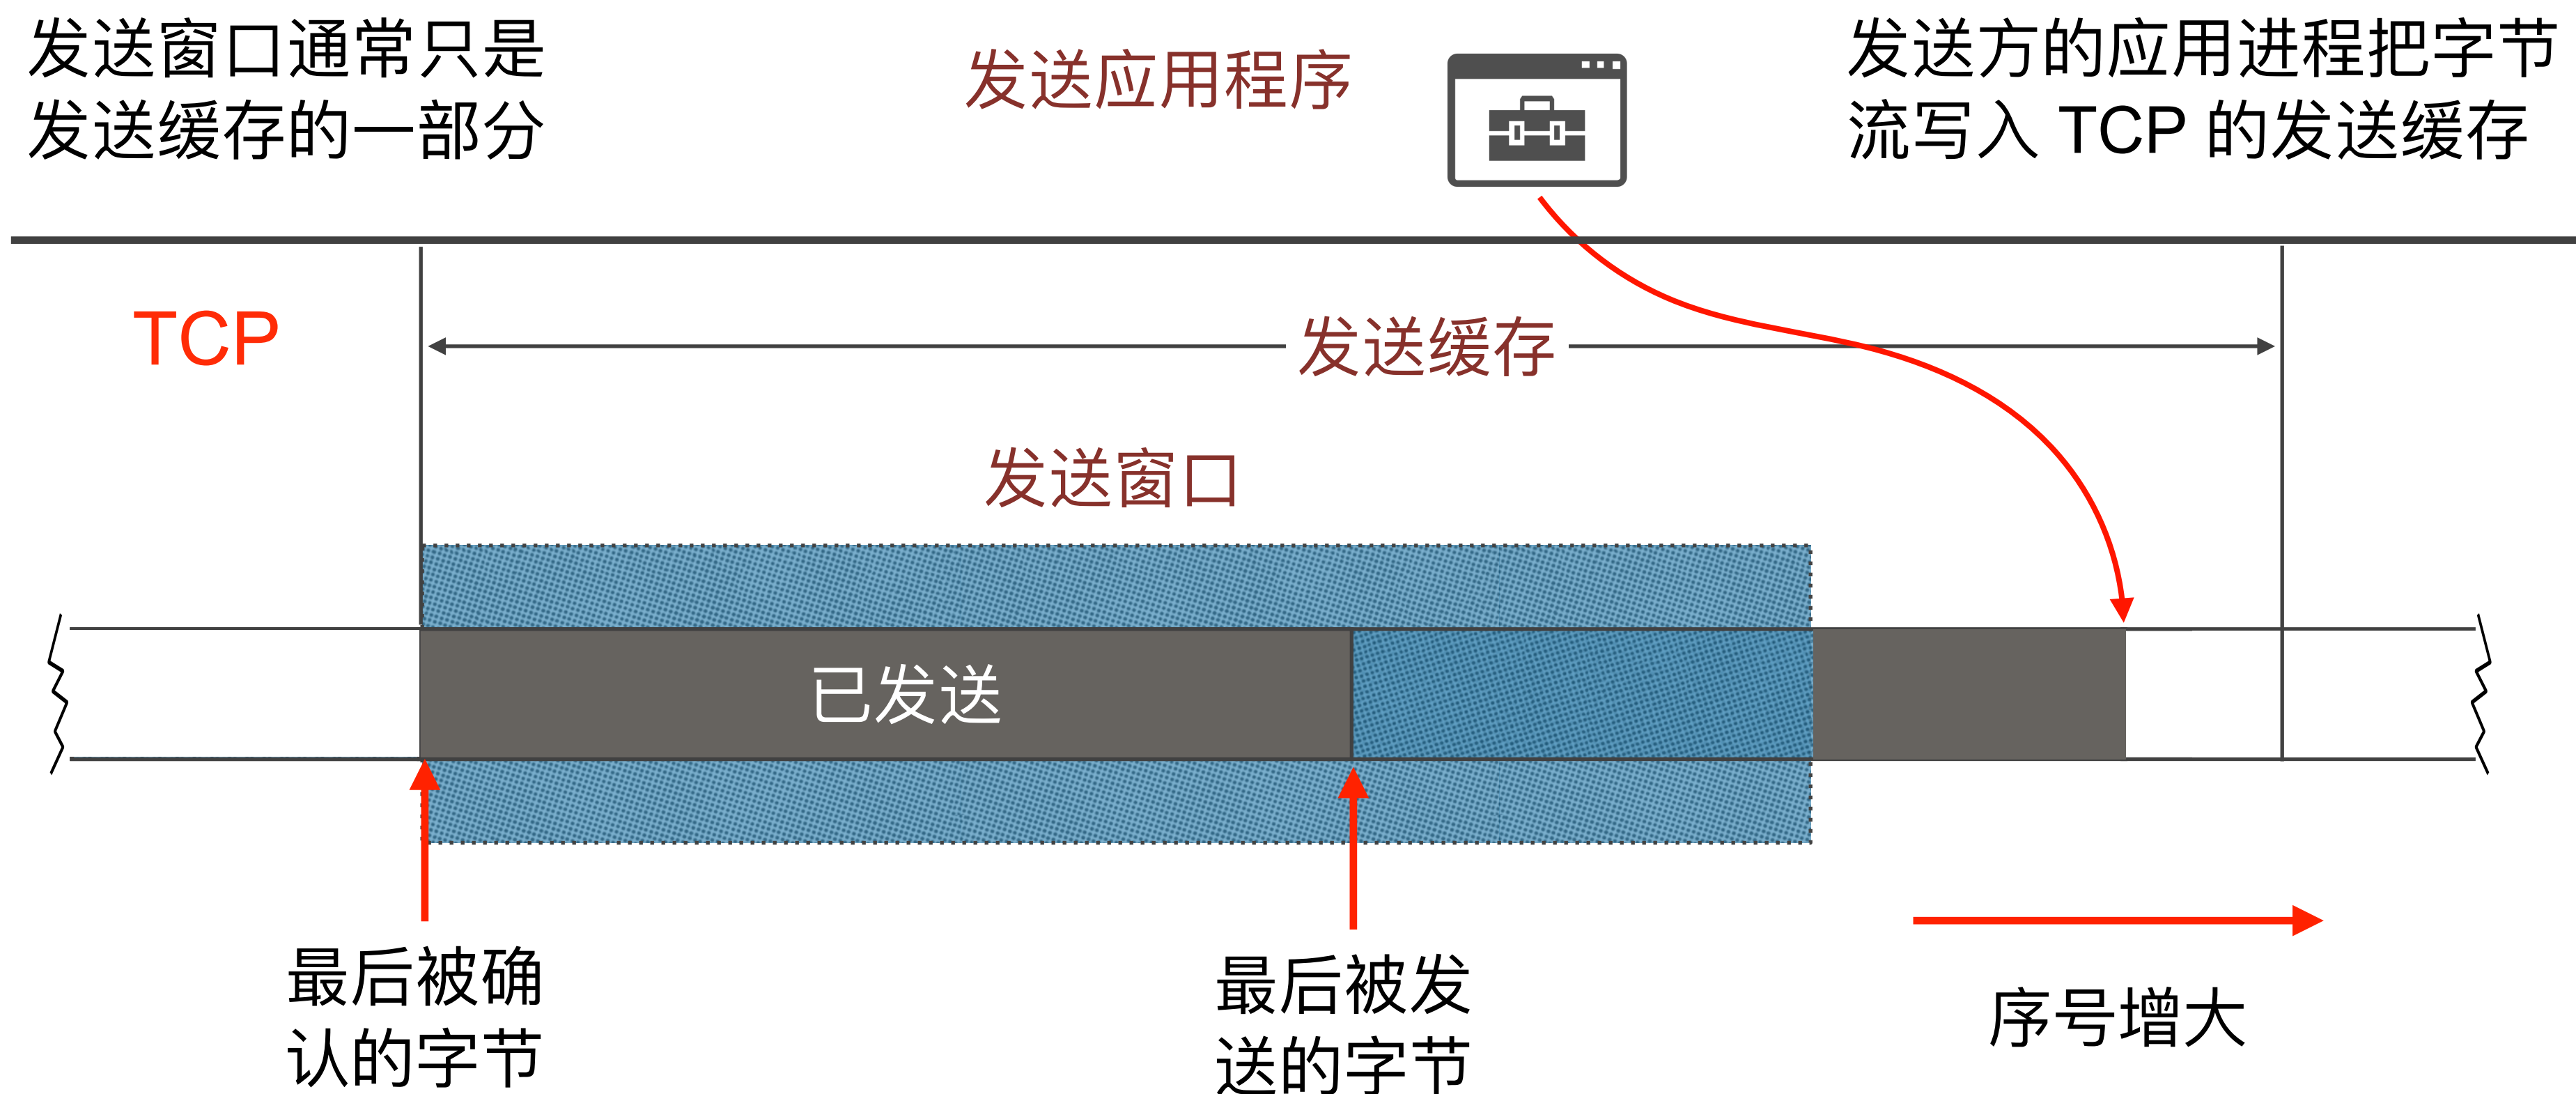 发送窗口通常只是
发送缓存的一部分
发送应用程序
发送方的应用进程把字节
流写入 TCP 的发送缓存
TCP
发送缓存
发送窗口
已发送
最后被确
认的字节
最后被发
送的字节
序号增大